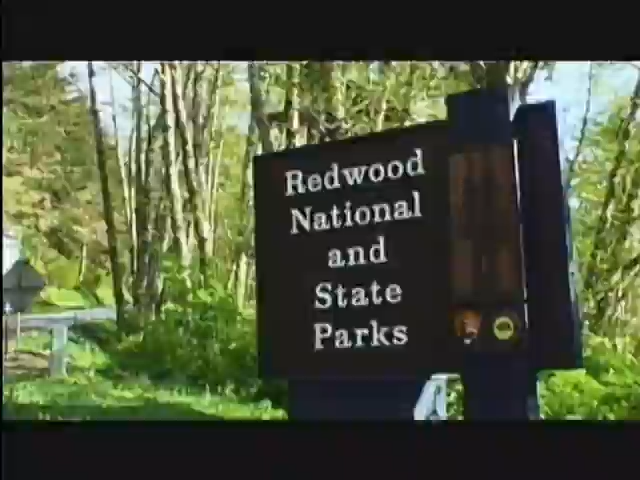 Redwood
National
and
State
Parks